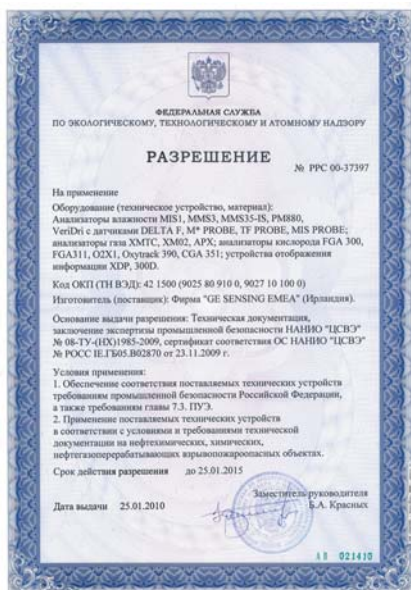 ФЕДЕРАЛЬНАЯ СЛУЖБА
ПО ЭКОЛОГИЧЕСКОМУ, ТЕХНОЛОГИЧЕСКОМУ И АТОМНОМУ НАДЗОРУ
РАЗРЕШЕНИЕ
№ РРС 00-37397
На применение
Оборудование (техническое устройство, материал):
Анализаторы влажности MIS1, MMS3, MMS35-IS, PM880,
VeriDri с датчиками DELTA F, M* PROBE, TF PROBE, MIS PROBE;
анализаторы газа XMTC, XM02, APX; анализаторы кислорода FGA 300,
FGA311, O2X1, Oxytrack 390, CGA 351; устройства отображения
информации XDP, 300D.
Код ОКП (ТН ВЭД): 42 1500 (9025 80 910 0, 9027 10 100 0)
Изготовитель (поставщик): Фирма "GE SENSING EMEA" (Ирландия).
Основание выдачи разрешения: Техническая документация,
заключение экспертизы промышленной безопасности НАНИО "ЦСВЭ"
№ 08-ТУ-(НХ)1985-2009, сертификат соответствия ОС НАНИО "ЦСВЭ"
№ РОСС IE.ГБ05.В02870 от 23.11.2009 г.
Условия применения:
1. Обеспечение соответствия поставляемых технических устройств
требованиям промышленной безопасности Российской Федерации,
а также требованиям главы 7.3. ПУЭ.
2. Применение поставляемых технических устройств
в соответствии с условиями и требованиями технической
документации на нефтехимических, химических,
нефтегазоперерабатывающих взрывопожароопасных объектах.
Срок действия разрешения до 25.01.2015
Заместитель руководителя
Дата выдачи 25.01.2010 Б.А. Красных
АВ 021410